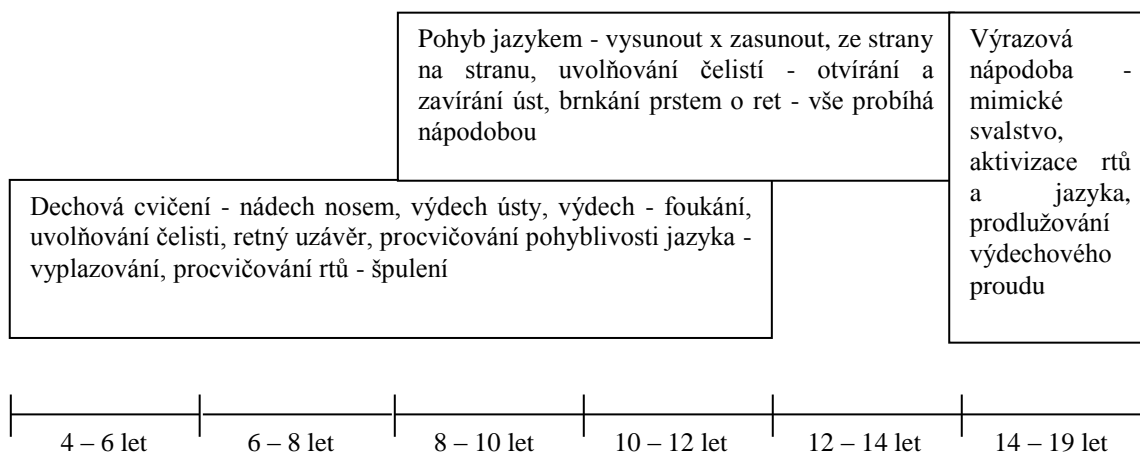 Pohyb jazykem - vysunout x zasunout, ze strany
na stranu, uvolňování čelistí - otvírání a
zavírání úst, brnkání prstem o ret - vše probíhá
nápodobou
Výrazová
nápodoba -
mimické
svalstvo,
aktivizace rtů
a jazyka,
prodlužování
výdechového
proudu
Dechová cvičení - nádech nosem, výdech ústy, výdech - foukání,
uvolňování čelisti, retný uzávěr, procvičování pohyblivosti jazyka -
vyplazování, procvičování rtů - špulení
4 – 6 let
6 – 8 let
8 – 10 let
10 – 12 let
12 – 14 let
14 – 19 let